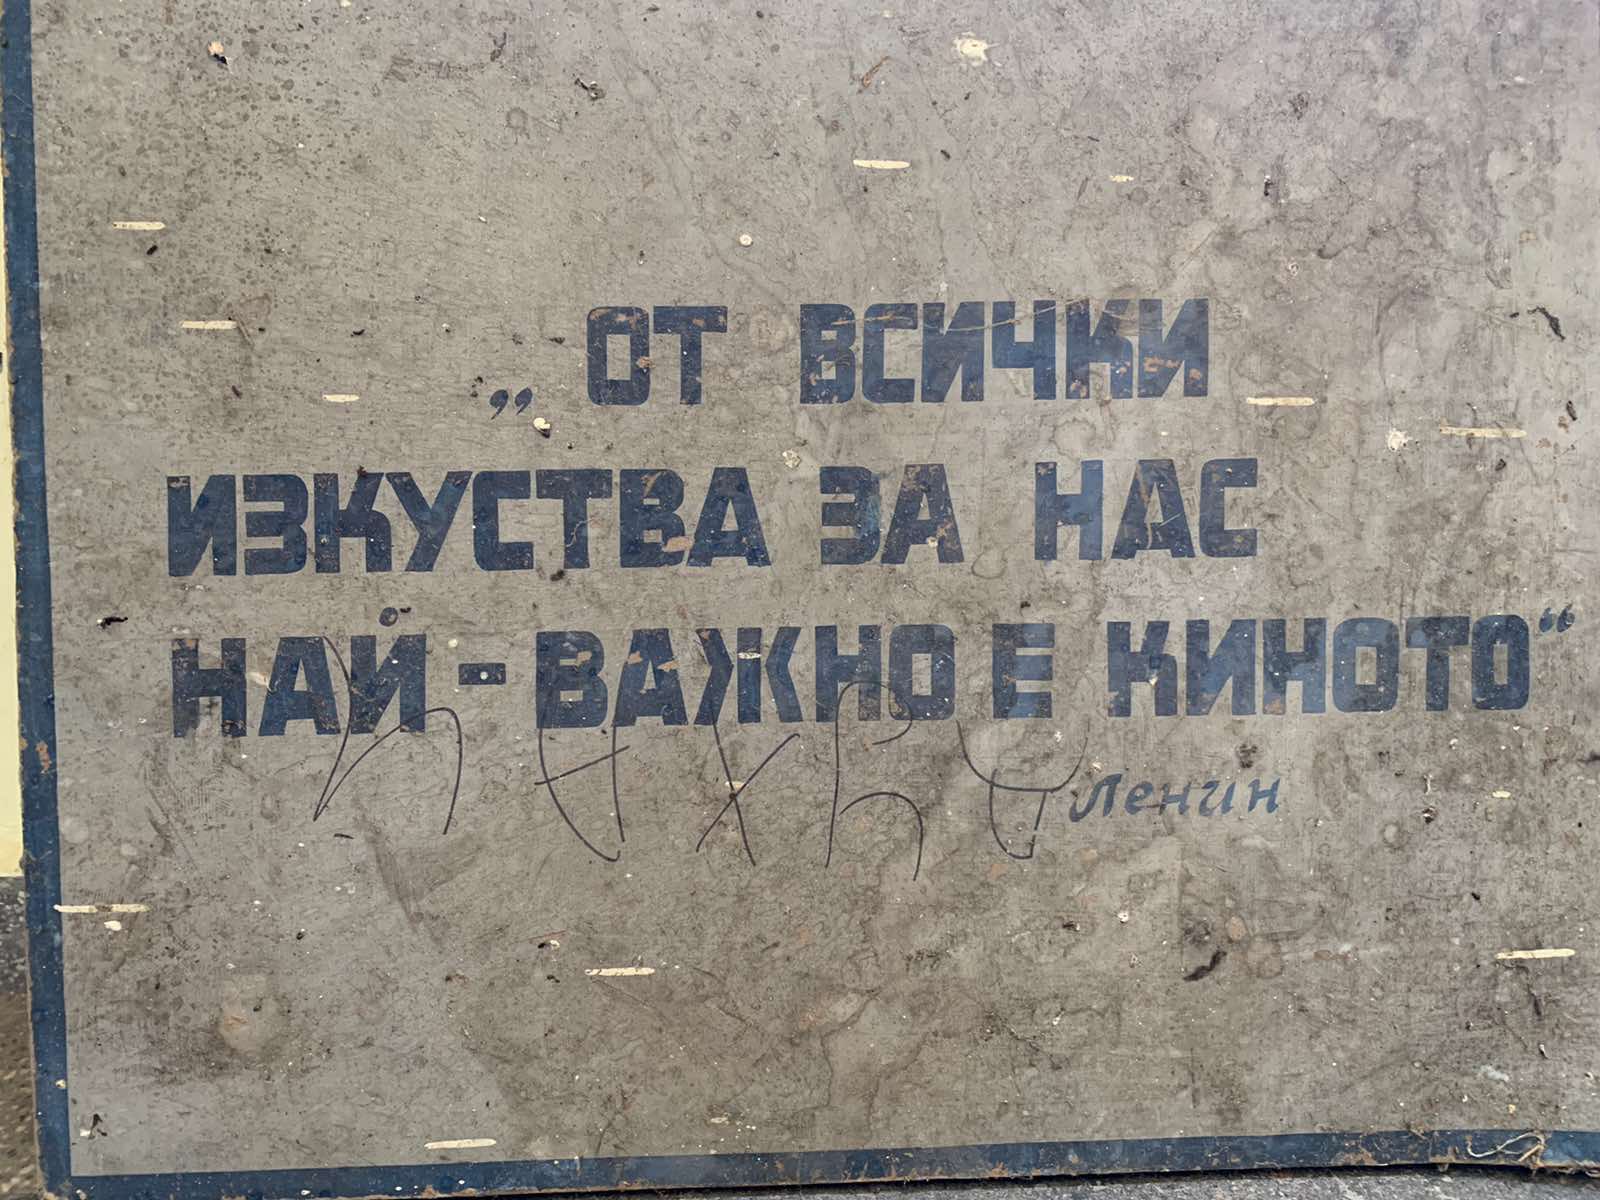 „ОТ ВСИЧКИ
ИЗКУСТВА ЗА НАС
НАЙ-ВАЖНО Е КИНОТО“
Ленин